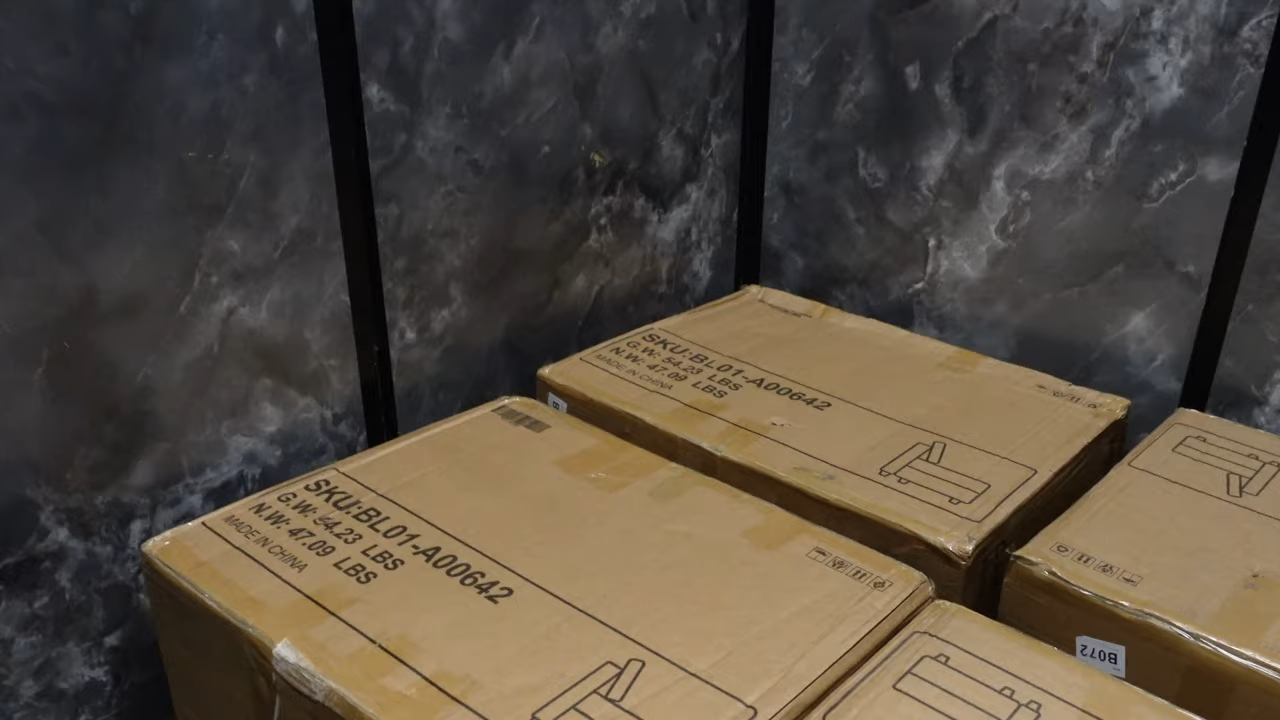 SKU:BL01-A00642
G.W: 54.23 LBS
N.W: 47.09 LBS
MADE IN CHINA
SKU:BL01-A00642
G.W: 54.23 LBS
N.W: 47.09 LBS
MADE IN CHINA
B072